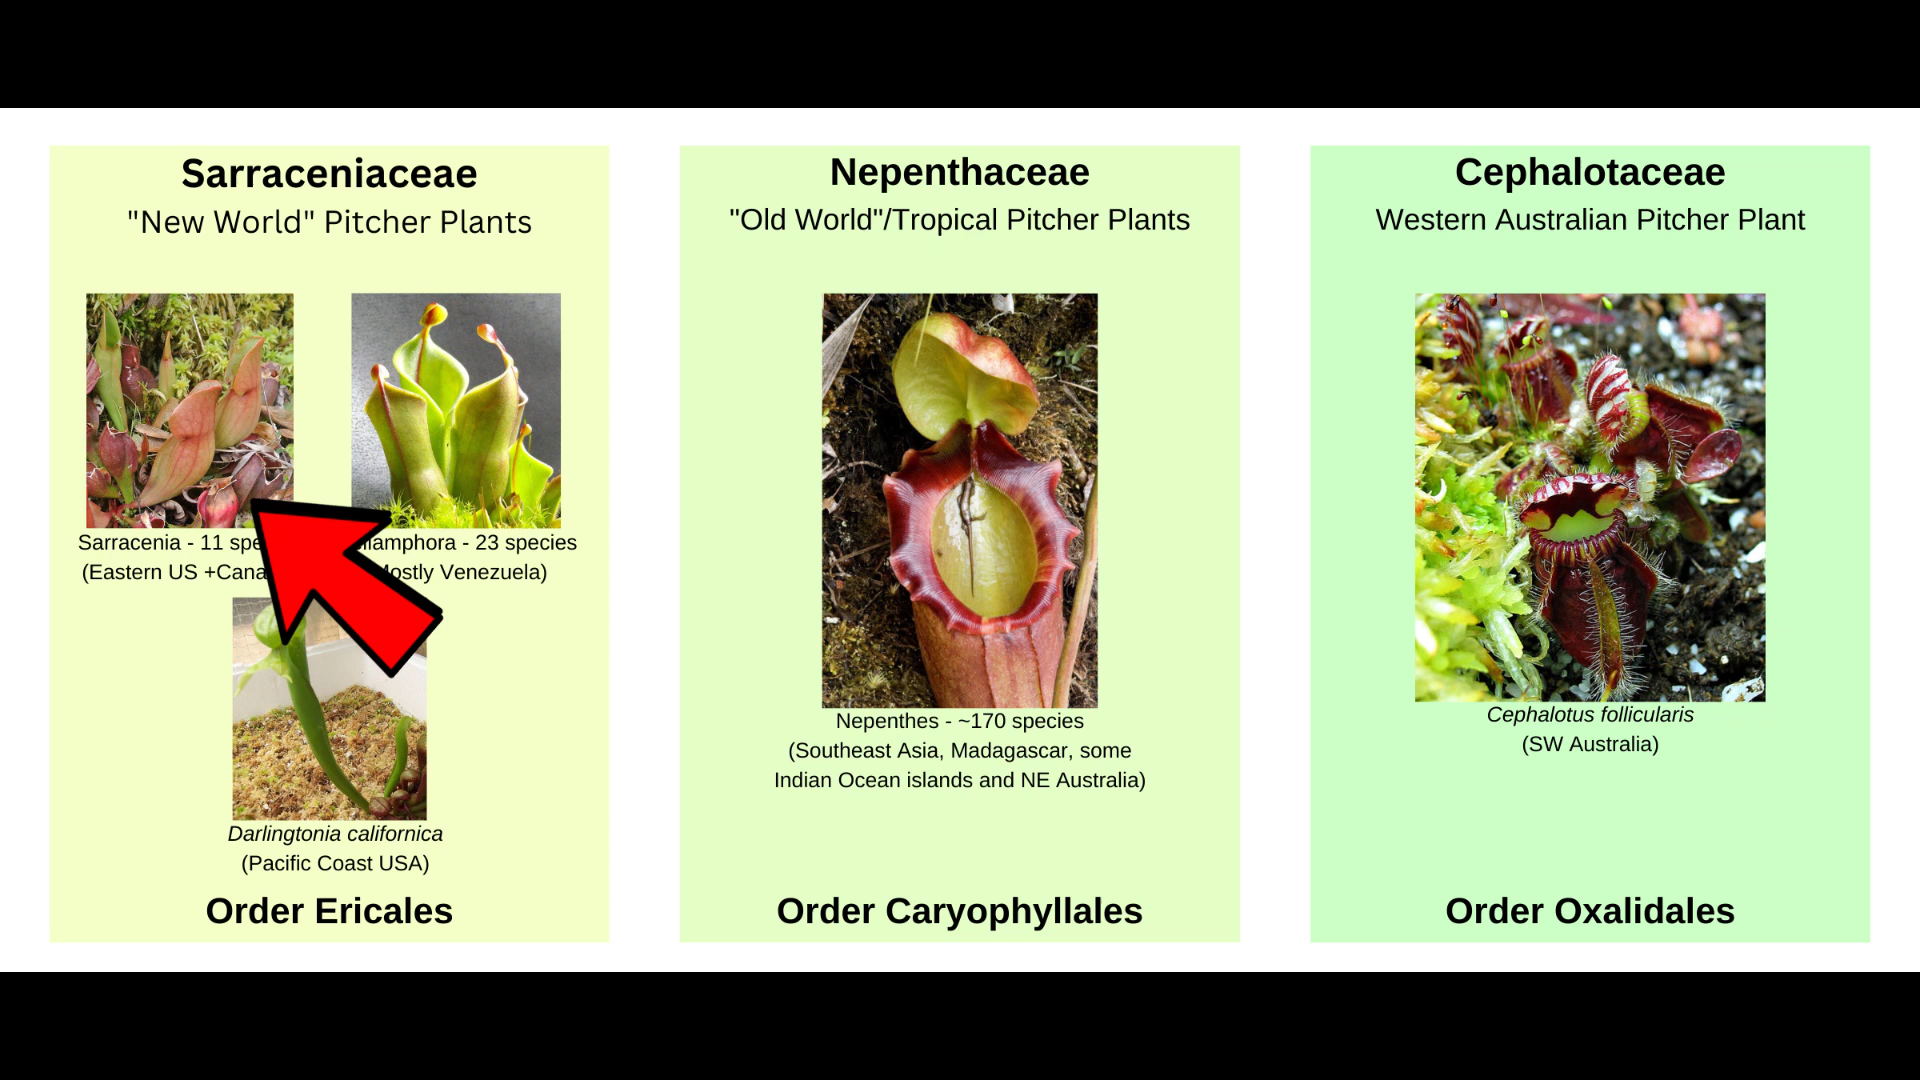 Sarraceniaceae
"New World" Pitcher Plants
Sarracenia - 11
(Eastern US
23 species
Venezuela)
Darlingtonia californica
(Pacific Coast USA)
Order Ericales
Nepenthaceae
"Old World"/Tropical Pitcher Plants
Nepenthes - ~170 species
(Southeast Asia, Madagascar, some
Indian Ocean islands and NE Australia)
Order Caryophyllales
Cephalotaceae
Western Australian Pitcher Plant
Cephalotus follicularis
(SW Australia)
Order Oxalidales